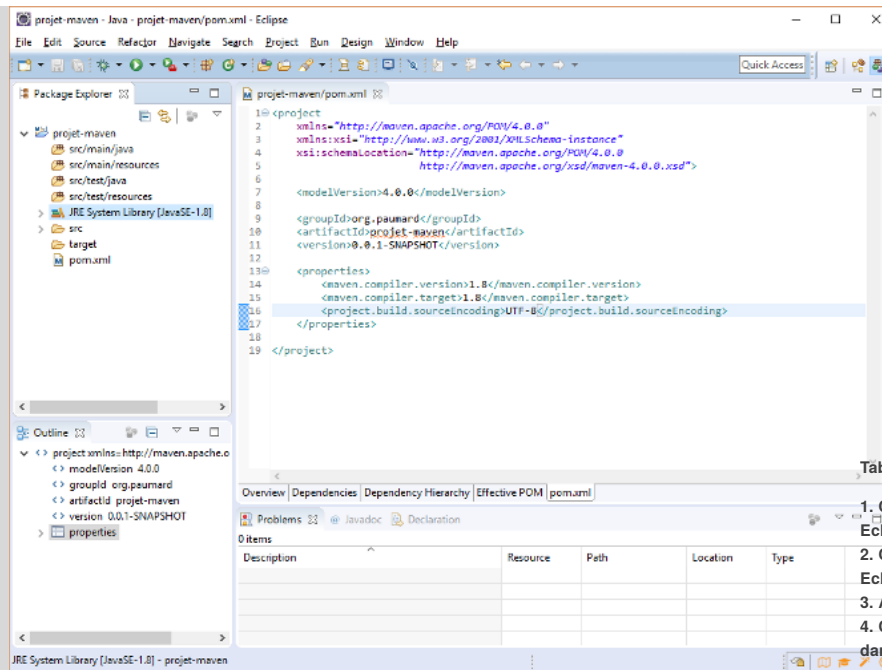 projet-maven - Java - projet-maven/pom.xml - Eclipse
File Edit Source Refactor Navigate Search Project Run Design Window Help
Quick Access
Package Explorer
projet-maven
src/main/java
src/main/resources
src/test/java
src/test/resources
JRE System Library [JavaSE-1.8]
src
target
pom.xml
projet-maven/pom.xml
1 <project
2 xmlns="http://maven.apache.org/POM/4.0.0"
3 xmlns:xsi="http://www.w3.org/2001/XMLSchema-instance"
4 xsi:schemaLocation="http://maven.apache.org/POM/4.0.0
5 http://maven.apache.org/xsd/maven-4.0.0.xsd">
6
7 <modelVersion>4.0.0</modelVersion>
8
9 <groupId>org.paumard</groupId>
10 <artifactId>projet-maven</artifactId>
11 <version>0.0.1-SNAPSHOT</version>
12
13 <properties>
14 <maven.compiler.version>1.8</maven.compiler.version>
15 <maven.compiler.target>1.8</maven.compiler.target>
16 <project.build.sourceEncoding>UTF-8</project.build.sourceEncoding>
17 </properties>
18
19 </project>
Overview Dependencies Dependency Hierarchy Effective POM pom.xml
Outline
project xmlns=http://maven.apache.o
modelVersion 4.0.0
groupId org.paumard
artifactId projet-maven
version 0.0.1-SNAPSHOT
properties
Problems Javadoc Declaration
0 items
Description Resource Path Location Type
Tab
1. C
Ecl
2. C
Ecl
3. A
4. C
dan
JRE System Library [JavaSE-1.8] - projet-maven